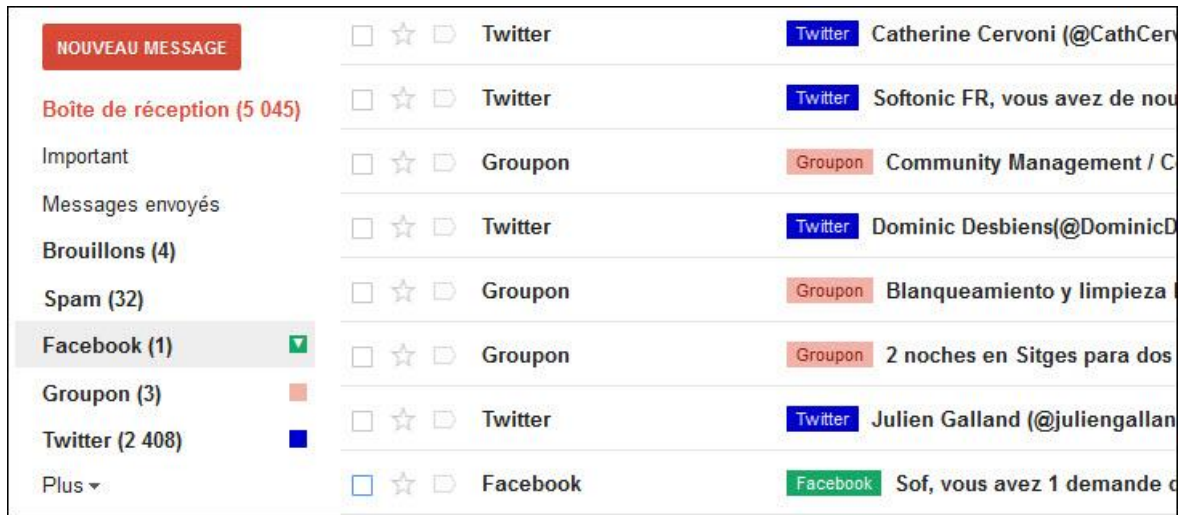 NOUVEAU MESSAGE
Boîte de réception (5 045)
Important
Messages envoyés
Brouillons (4)
Spam (32)
Facebook (1)
Groupon (3)
Twitter (2 408)
Plus
Twitter Twitter Catherine Cervoni (@CathCerv
Twitter Twitter Softonic FR, vous avez de nou
Groupon Groupon Community Management / C
Twitter Twitter Dominic Desbiens(@DominicD
Groupon Groupon Blanqueamiento y limpieza
Groupon Groupon 2 noches en Sitges para dos
Twitter Twitter Julien Galland (@juliengallan
Facebook Facebook Sof, vous avez 1 demande